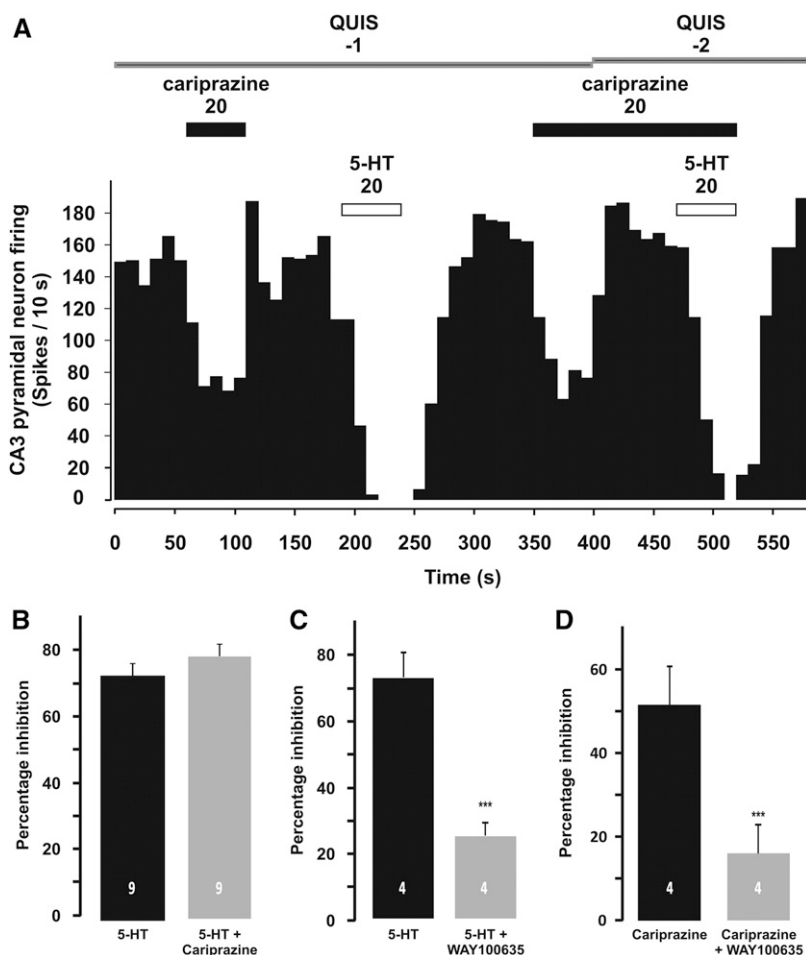 A
QUIS
-1
QUIS
-2
cariprazine
20
cariprazine
20
5-HT
20
5-HT
20
CA3 pyramidal neuron firing
(Spikes / 10 s)
180
160
140
120
100
80
60
40
20
0
0 50 100 150 200 250 300 350 400 450 500 550
Time (s)
B
Percentage inhibition
80
60
40
20
0
9
9
5-HT
5-HT +
Cariprazine
C
Percentage inhibition
80
60
40
20
0
***
4
4
5-HT
5-HT +
WAY100635
D
Percentage inhibition
60
40
20
0
***
4
4
Cariprazine
Cariprazine
+ WAY100635